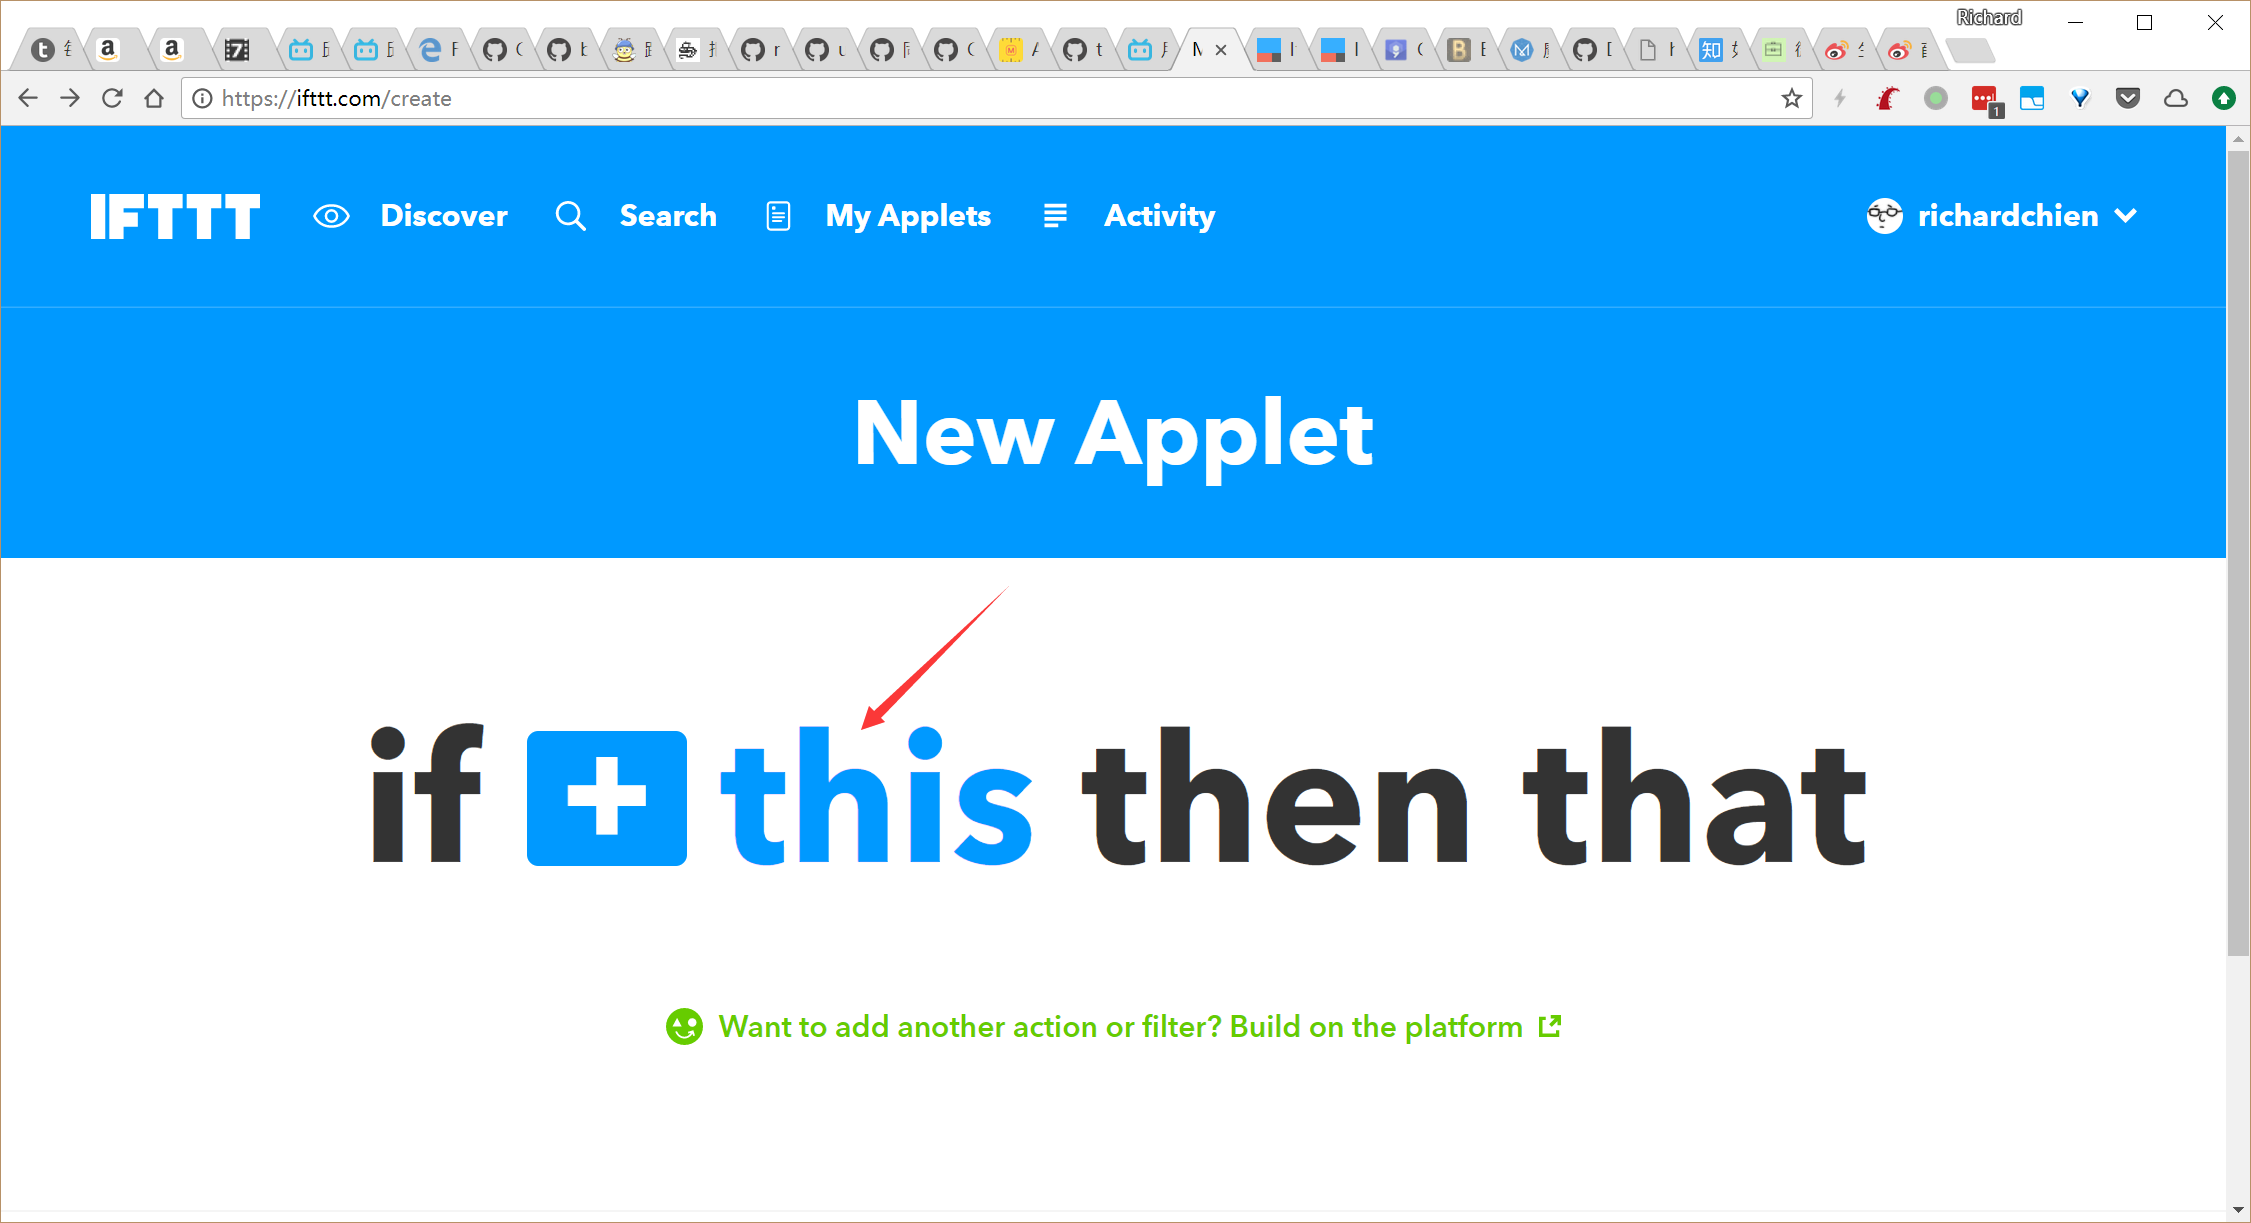 Richard
https://ifttt.com/create
IFTTT Discover Search My Applets Activity richardchien
New Applet
if + this then that
Want to add another action or filter? Build on the platform